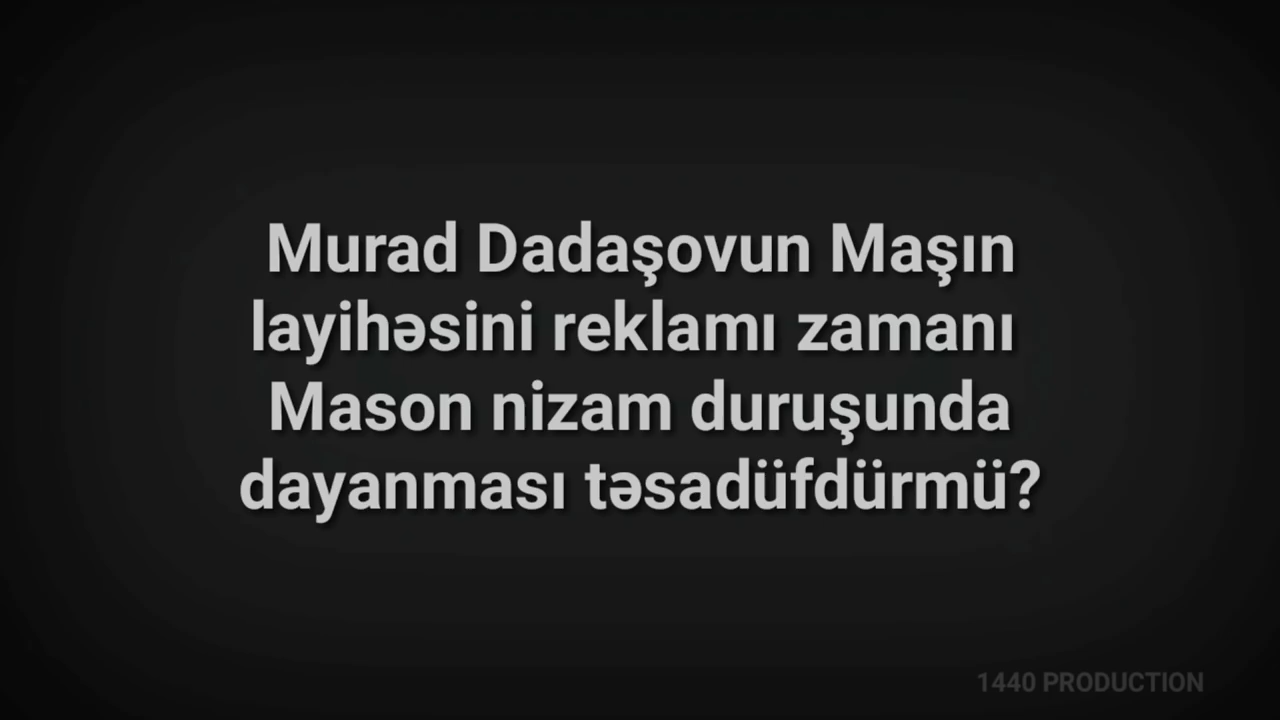 Murad Dadaşovun Maşın
layihəsini reklamı zamanı
Mason nizam duruşunda
dayanması təsadüfdürmü?
1440 PRODUCTION